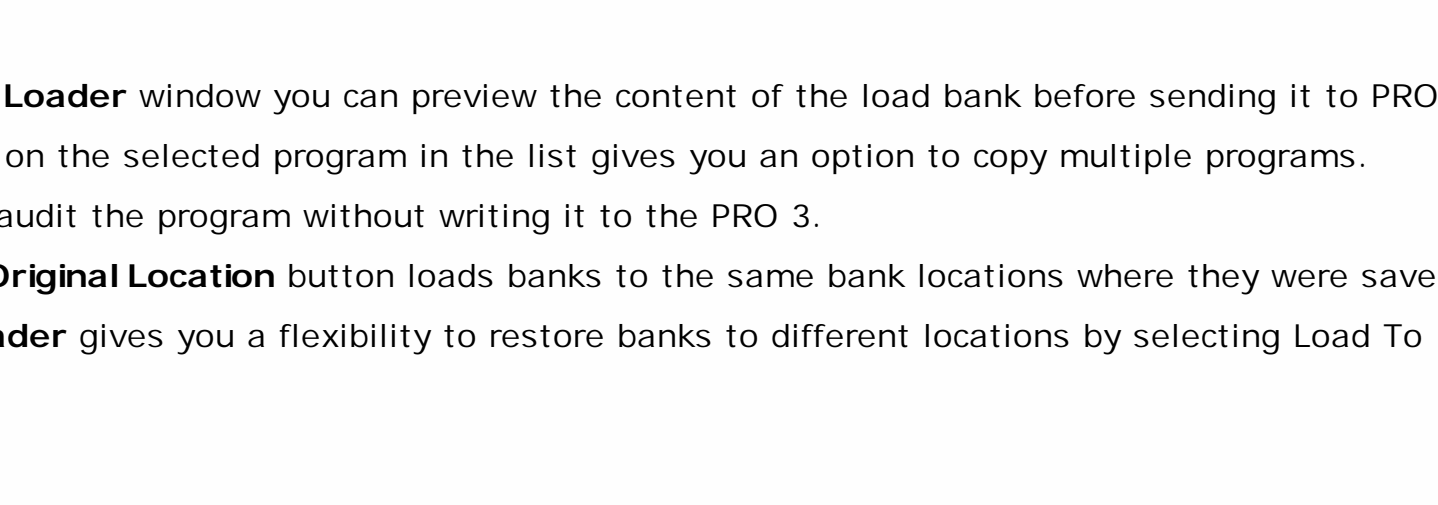 Loader window you can preview the content of the load bank before sending it to PRO
on the selected program in the list gives you an option to copy multiple programs.
audit the program without writing it to the PRO 3.
Original Location button loads banks to the same bank locations where they were save
ader gives you a flexibility to restore banks to different locations by selecting Load To